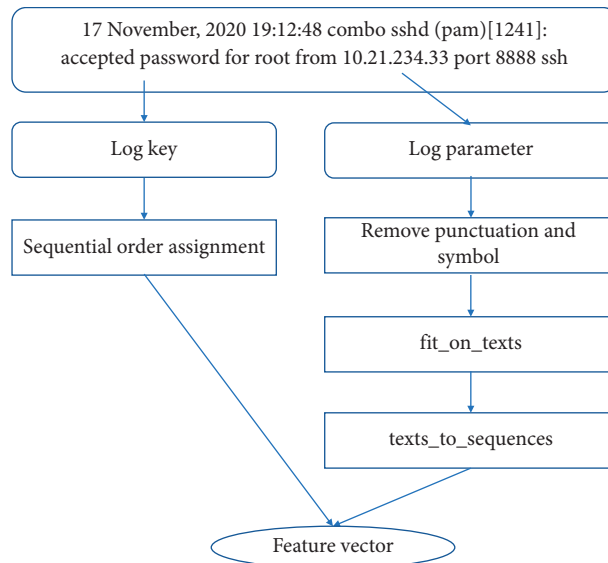 17 November, 2020 19:12:48 combo sshd (pam)[1241]:
accepted password for root from 10.21.234.33 port 8888 ssh
Log key
Log parameter
Sequential order assignment
Remove punctuation and
symbol
fit_on_texts
texts_to_sequences
Feature vector